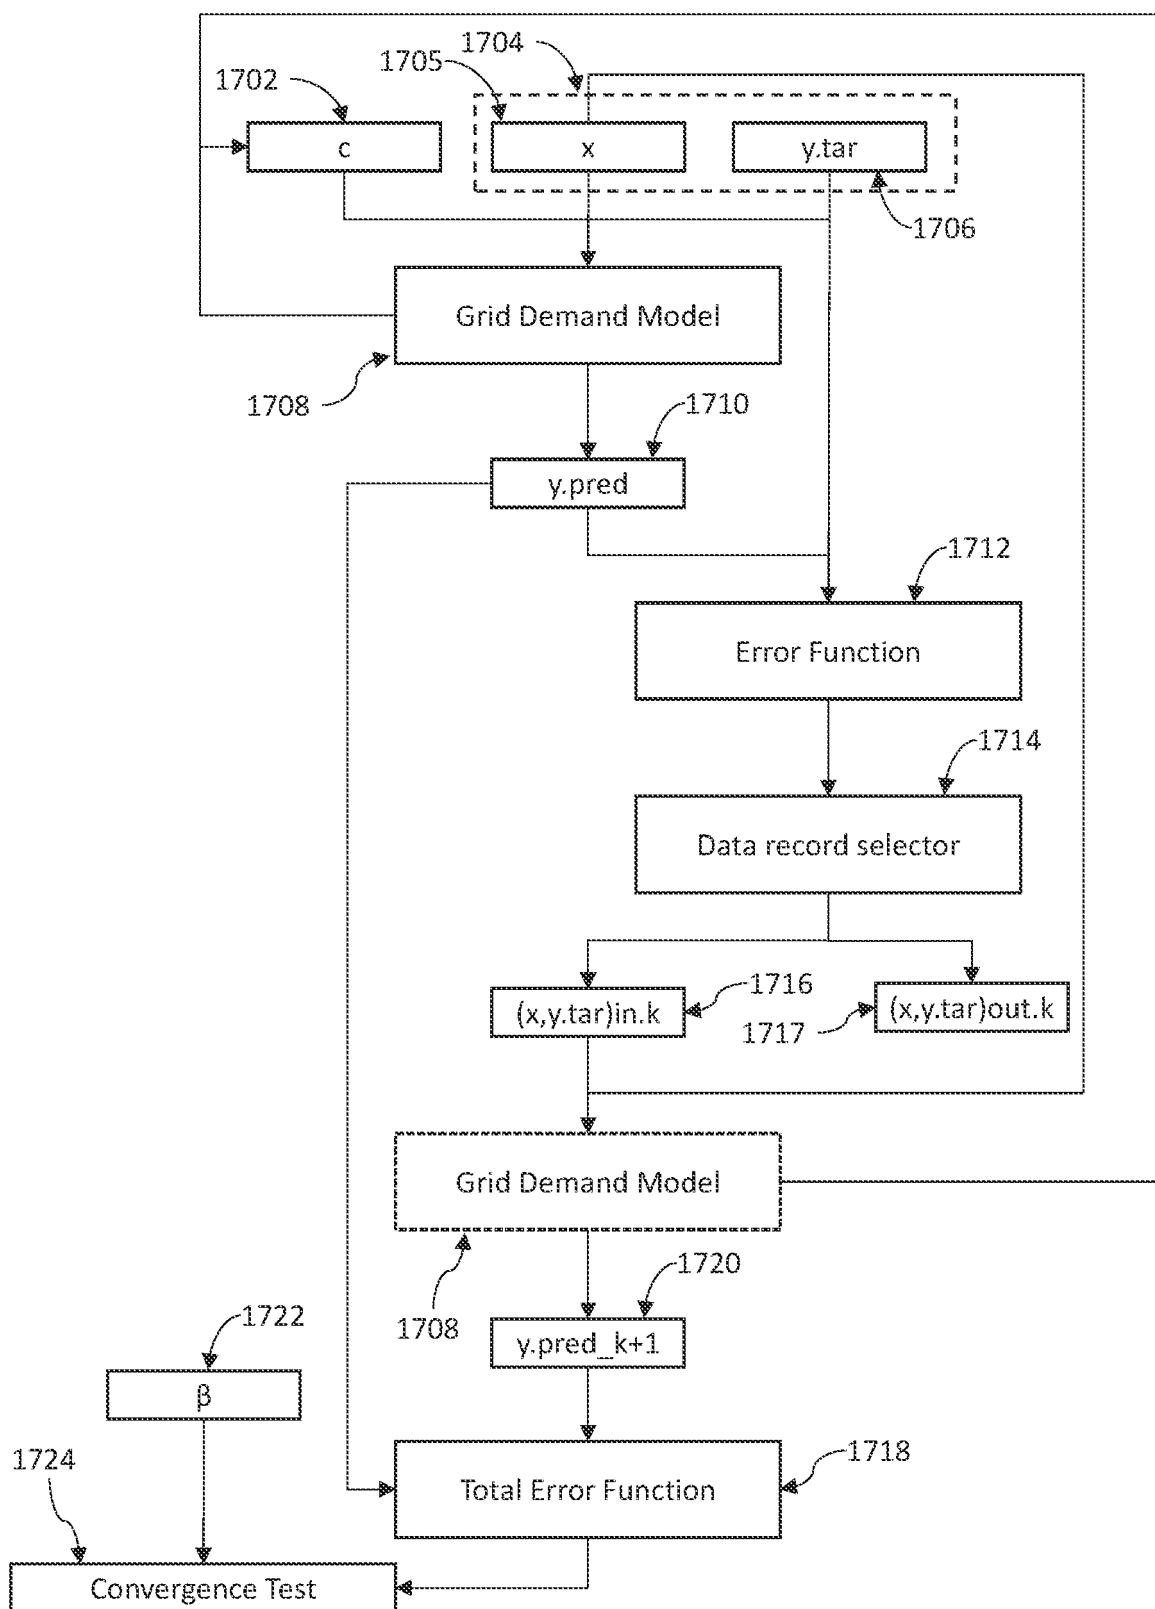 1704
1705
1702
c
x
y.tar
1706
Grid Demand Model
1708
1710
y.pred
1712
Error Function
1714
Data record selector
1716
(x,y.tar)in.k
(x,y.tar)out.k
1717
Grid Demand Model
1720
1708
y.pred_k+1
1722
β
1718
1724
Total Error Function
Convergence Test